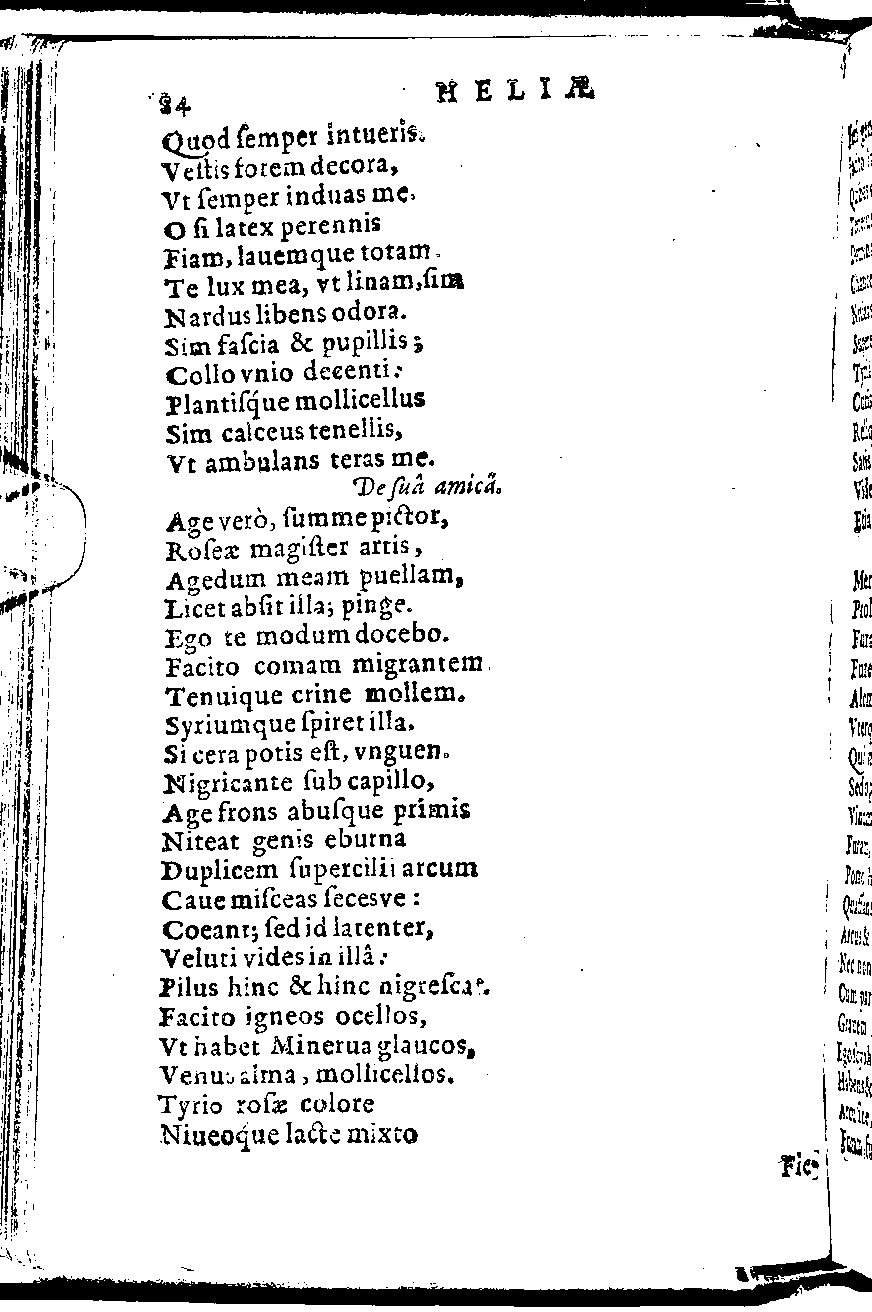 84 HELIÆ
Quod ſemper intueris.
Veſtis forem decora,
Vt ſemper induas me.
O ſi latex perennis
Fiam, lauemque totam.
Te lux mea, vt linam, ſim
Nardus libens odora.
Sim faſcia & pupillis;
Collo vnio decenti:
Plantiſq́ue mollicellus
Sim calceus tenellis,
Vt ambulans teras me.
De ſuâ amicâ.
Age verò, ſumme pictor,
Roſeæ magiſter artis,
Agedum meam puellam,
Licet abſit illa; pinge.
Ego te modum docebo.
Facito comam migrantem
Tenuique crine mollem.
Syriumque ſpiret illa.
Si cera potis eſt, vnguen.
Nigricante ſub capillo,
Age frons abuſque primis
Niteat genis eburna
Duplicem ſupercilii arcum
Caue miſceas ſecesve:
Coeant; ſed id latenter,
Veluti vides in illâ:
Pilus hinc & hinc nigreſcat.
Facito igneos ocellos,
Vt habet Minerua glaucos,
Venus alma, mollicellos.
Tyrio roſæ colore
Niueoq́ue lacte mixto
Fiet